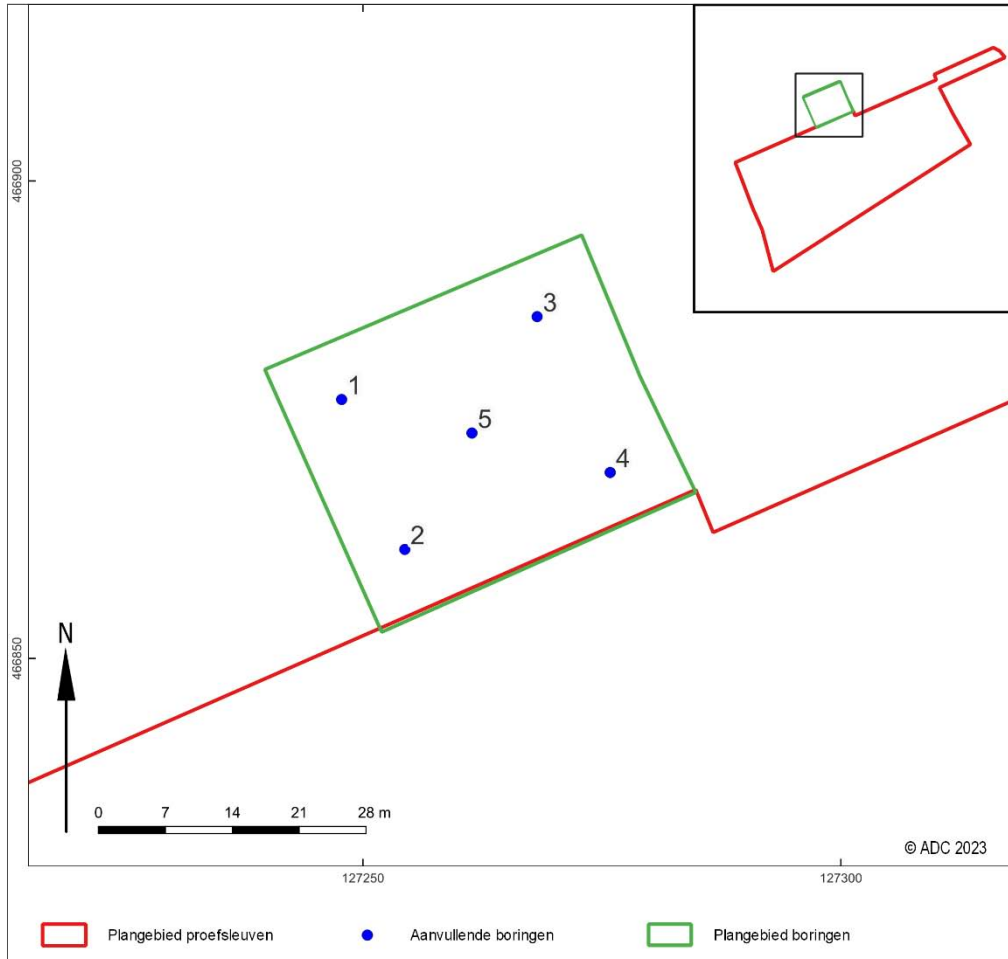 466900
3
1
5
4
2
466850
N
0 7 14 21 28 m
© ADC 2023
127250 127300
Plangebied proefsleuven Aanvullende boringen Plangebied boringen